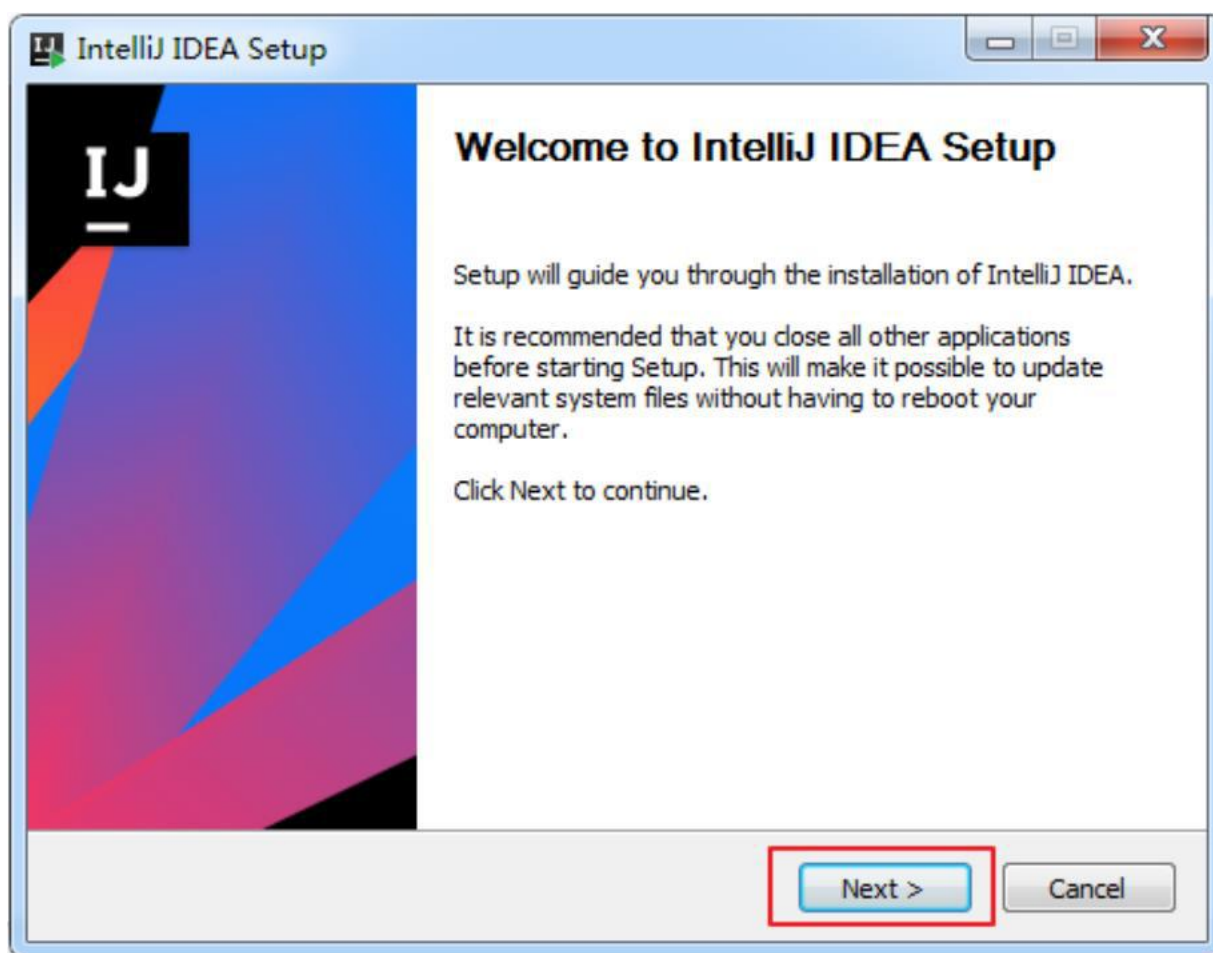 IntelliJ IDEA Setup
IJ
Welcome to IntelliJ IDEA Setup
Setup will guide you through the installation of IntelliJ IDEA.
It is recommended that you close all other applications
before starting Setup. This will make it possible to update
relevant system files without having to reboot your
computer.
Click Next to continue.
Next >
Cancel